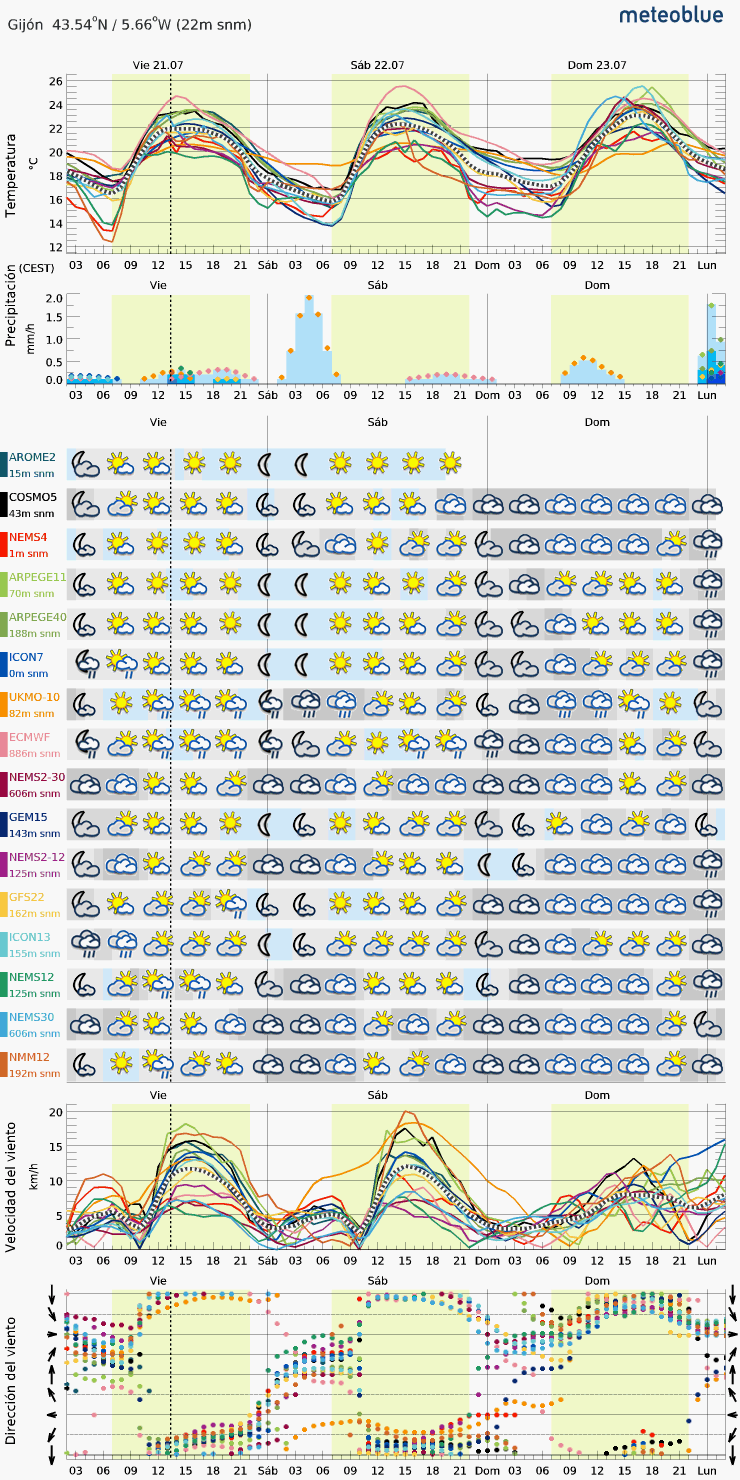 meteoblue
Gijón 43.54°N / 5.66°W (22m snm)
Vie 21.07 Sáb 22.07 Dom 23.07
Temperatura
°C
26
24
22
20
18
16
14
12
03 06 09 12 15 18 21 Sáb 03 06 09 12 15 18 21 Dom 03 06 09 12 15 18 21 Lun
(CEST)
Vie Sáb Dom
Precipitación
mm/h
2.0
1.5
1.0
0.5
0.0
03 06 09 12 15 18 21 Sáb 03 06 09 12 15 18 21 Dom 03 06 09 12 15 18 21 Lun
Vie Sáb Dom
AROME2
15m snm
COSMO5
43m snm
NEMS4
1m snm
ARPEGE11
70m snm
ARPEGE40
188m snm
ICON7
0m snm
UKMO-10
82m snm
ECMWF
886m snm
NEMS2-30
606m snm
GEM15
143m snm
NEMS2-12
125m snm
GFS22
162m snm
ICON13
155m snm
NEMS12
125m snm
NEMS30
606m snm
NMM12
192m snm
Vie Sáb Dom
Velocidad del viento
km/h
20
15
10
5
0
03 06 09 12 15 18 21 Sáb 03 06 09 12 15 18 21 Dom 03 06 09 12 15 18 21 Lun
Vie Sáb Dom
Dirección del viento
03 06 09 12 15 18 21 Sáb 03 06 09 12 15 18 21 Dom 03 06 09 12 15 18 21 Lun